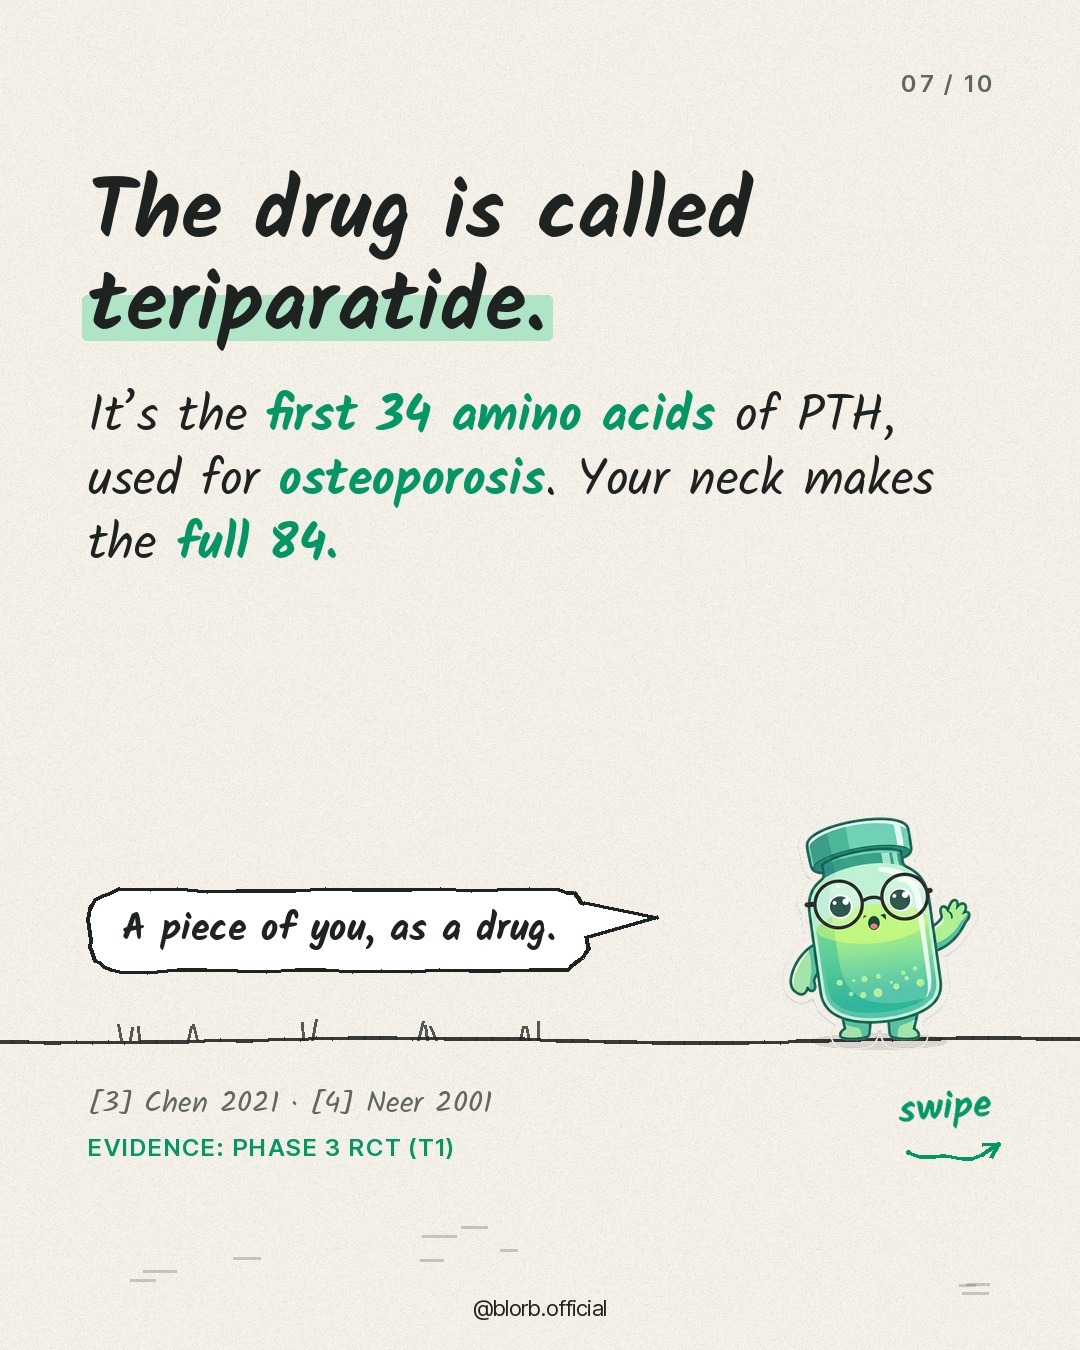 07 / 10
The drug is called
teriparatide.
It’s the first 34 amino acids of PTH,
used for osteoporosis. Your neck makes
the full 84.
A piece of you, as a drug.
[3] Chen 2021 · [4] Neer 2001
swipe
EVIDENCE: PHASE 3 RCT (T1)
@blorb.official